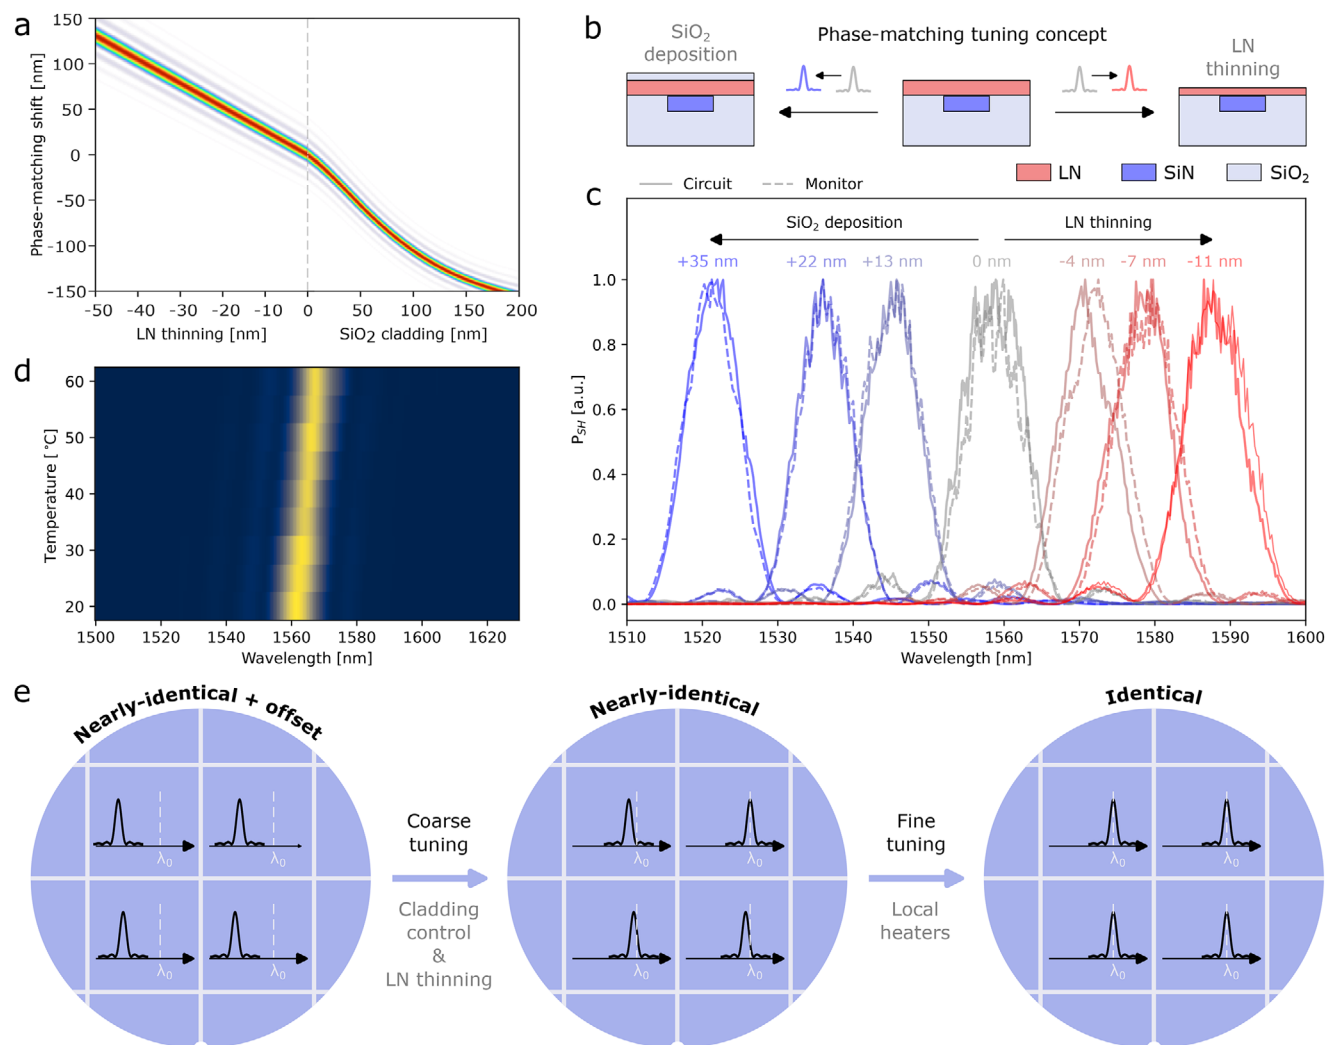 a
150
100
50
0
-50
-100
-150
Phase-matching shift [nm]
-50 -40 -30 -20 -10 0 50 100 150 200
LN thinning [nm] SiO₂ cladding [nm]
b
SiO₂
deposition
Phase-matching tuning concept
LN
thinning
LN SiN SiO₂
c
Circuit Monitor
SiO₂ deposition LN thinning
+35 nm +22 nm +13 nm 0 nm -4 nm -7 nm -11 nm
1.0
0.8
0.6
0.4
0.2
0.0
P_SH [a.u.]
1510 1520 1530 1540 1550 1560 1570 1580 1590 1600
Wavelength [nm]
d
60
50
40
30
20
Temperature [°C]
1500 1520 1540 1560 1580 1600 1620
Wavelength [nm]
e
Nearly-identical + offset
λ₀ λ₀
λ₀ λ₀
Coarse
tuning
Cladding
control
&
LN thinning
Nearly-identical
λ₀ λ₀
λ₀ λ₀
Fine
tuning
Local
heaters
Identical
λ₀ λ₀
λ₀ λ₀